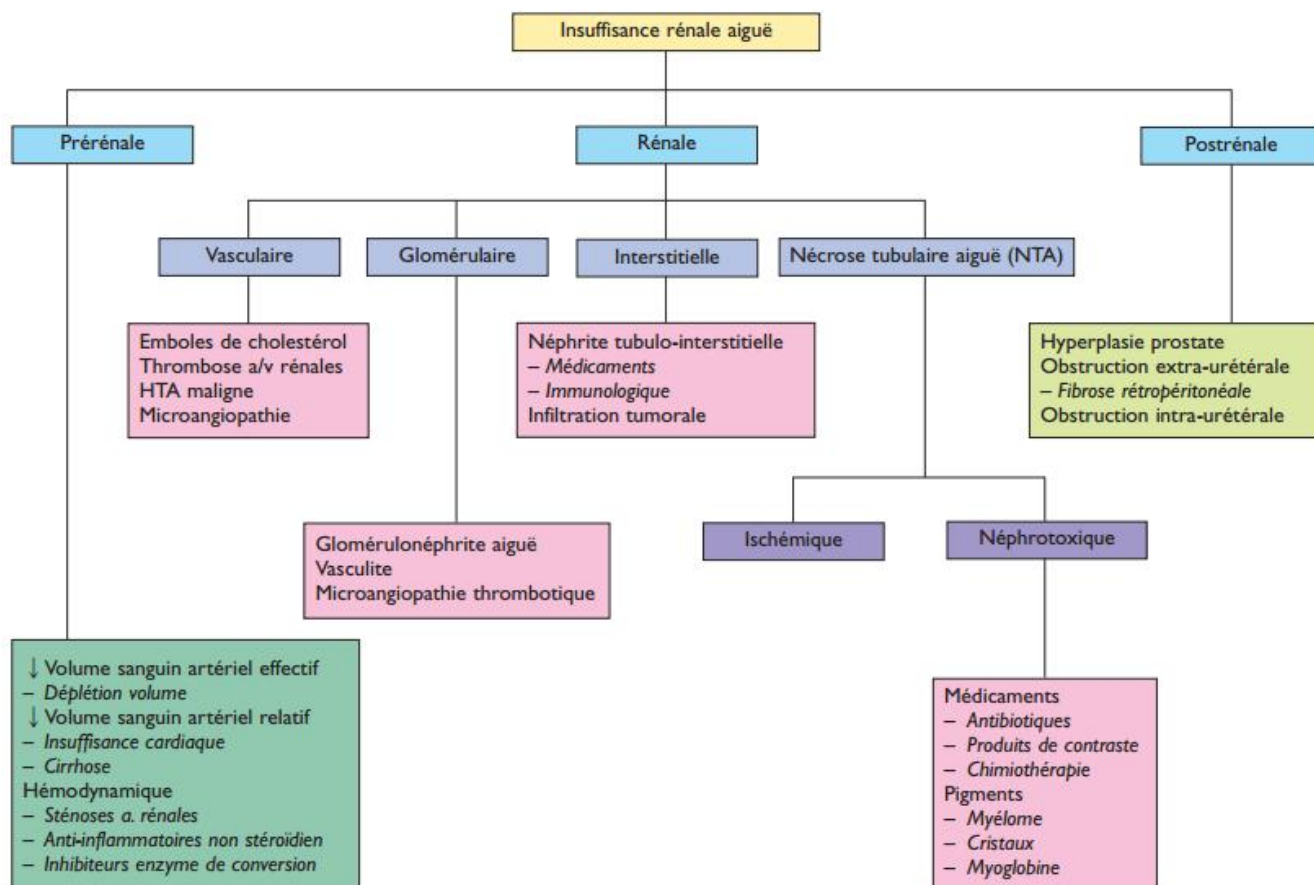 Insuffisance rénale aiguë
Prérénale
Rénale
Postrénale
Vasculaire
Glomérulaire
Interstitielle
Nécrose tubulaire aiguë (NTA)
Emboles de cholestérol
Thrombose a/v rénales
HTA maligne
Microangiopathie
Néphrite tubulo-interstitielle
– Médicaments
– Immunologique
Infiltration tumorale
Hyperplasie prostate
Obstruction extra-urétérale
– Fibrose rétropéritonéale
Obstruction intra-urétérale
Glomérulonéphrite aiguë
Vasculite
Microangiopathie thrombotique
Ischémique
Néphrotoxique
↓ Volume sanguin artériel effectif
– Déplétion volume
↓ Volume sanguin artériel relatif
– Insuffisance cardiaque
– Cirrhose
Hémodynamique
– Sténoses a. rénales
– Anti-inflammatoires non stéroïdien
– Inhibiteurs enzyme de conversion
Médicaments
– Antibiotiques
– Produits de contraste
– Chimiothérapie
Pigments
– Myélome
– Cristaux
– Myoglobine